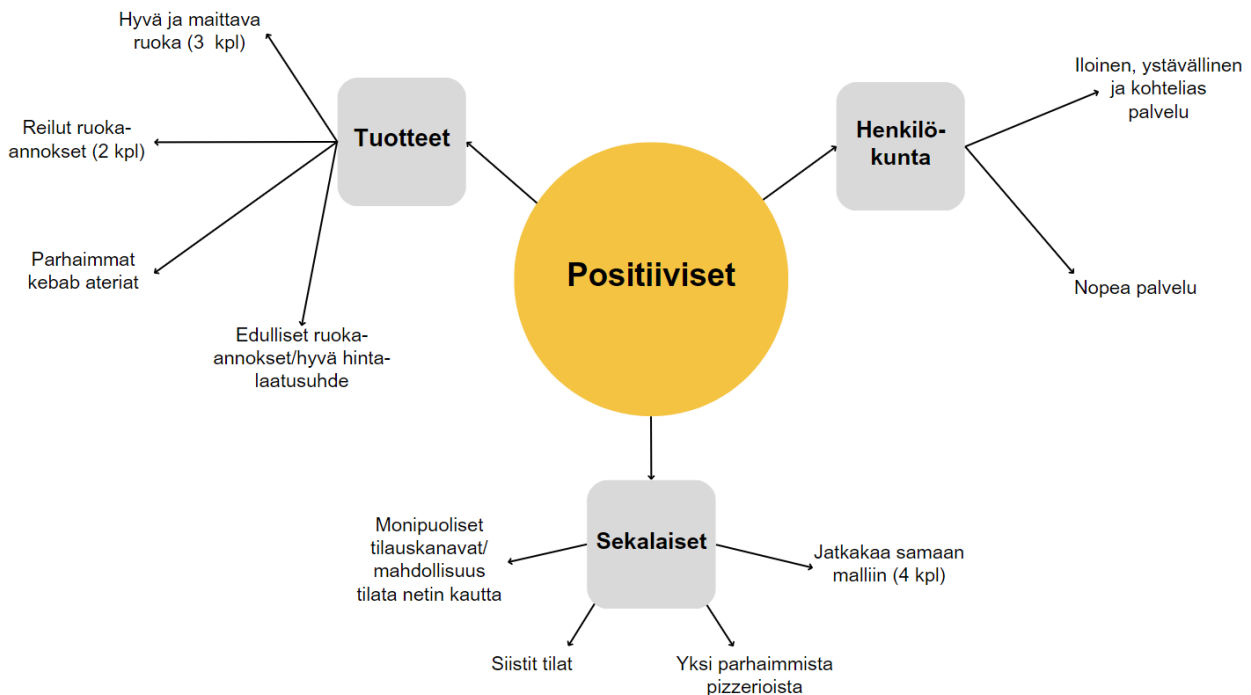 Positiiviset
Tuotteet
Hyvä ja maittava
ruoka (3  kpl)
Reilut ruoka-
annokset (2 kpl)
Parhaimmat
kebab ateriat
Edulliset ruoka-
annokset/hyvä hinta-
laatusuhde
Henkilö-
kunta
Iloinen, ystävällinen
ja kohtelias
palvelu
Nopea palvelu
Sekalaiset
Monipuoliset
tilauskanavat/
mahdollisuus
tilata netin kautta
Siistit tilat
Yksi parhaimmista
pizzerioista
Jatkakaa samaan
malliin (4 kpl)